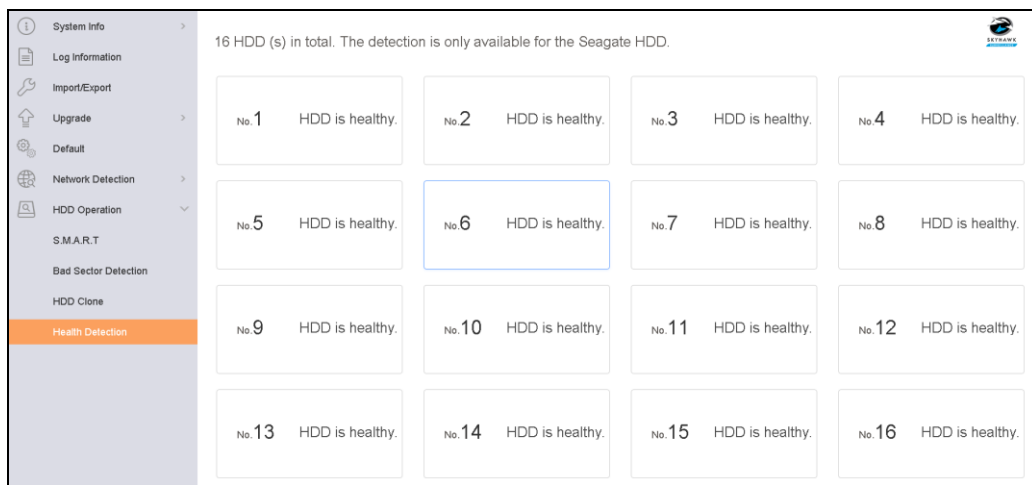 System Info
Log Information
Import/Export
Upgrade
Default
Network Detection
HDD Operation
S.M.A.R.T
Bad Sector Detection
HDD Clone
Health Detection
16 HDD (s) in total. The detection is only available for the Seagate HDD.
SKYHAWK
No.1 HDD is healthy.
No.2 HDD is healthy.
No.3 HDD is healthy.
No.4 HDD is healthy.
No.5 HDD is healthy.
No.6 HDD is healthy.
No.7 HDD is healthy.
No.8 HDD is healthy.
No.9 HDD is healthy.
No.10 HDD is healthy.
No.11 HDD is healthy.
No.12 HDD is healthy.
No.13 HDD is healthy.
No.14 HDD is healthy.
No.15 HDD is healthy.
No.16 HDD is healthy.